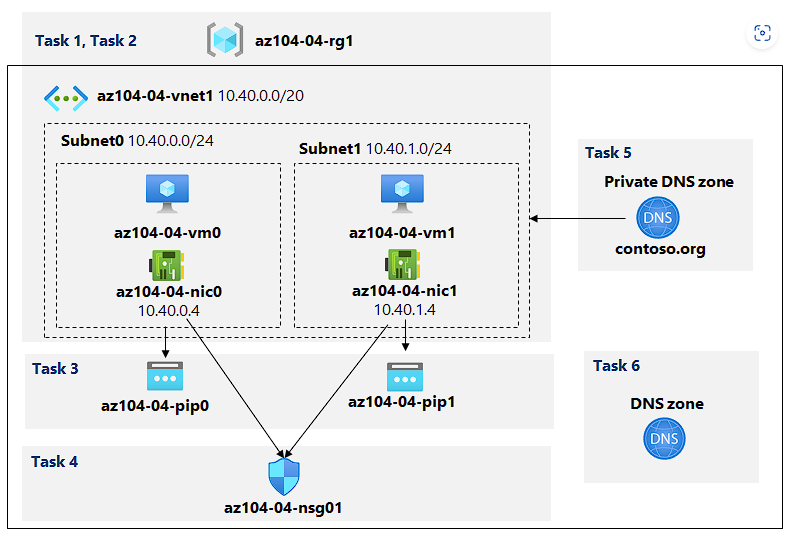 Task 1, Task 2
az104-04-rg1
az104-04-vnet1 10.40.0.0/20
Subnet0 10.40.0.0/24
Subnet1 10.40.1.0/24
az104-04-vm0
az104-04-vm1
az104-04-nic0
10.40.0.4
az104-04-nic1
10.40.1.4
Task 5
Private DNS zone
DNS
contoso.org
Task 3
az104-04-pip0
az104-04-pip1
Task 6
DNS zone
DNS
Task 4
az104-04-nsg01